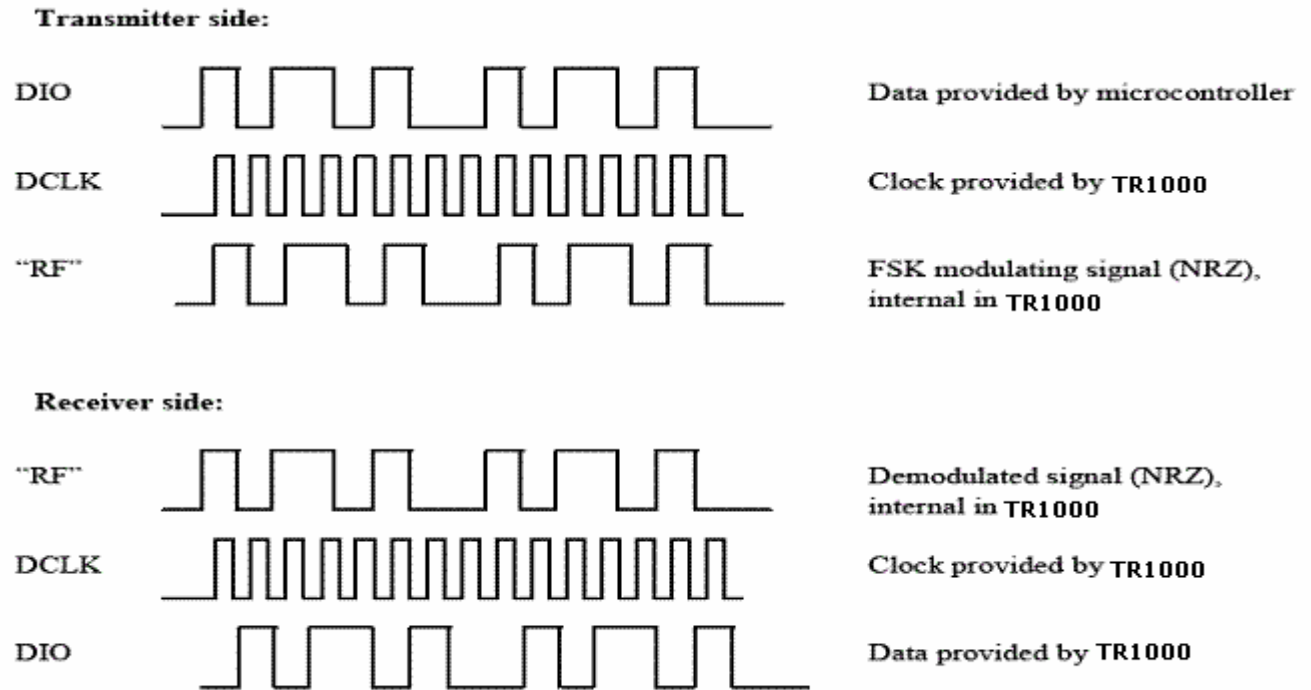 Transmitter side:
DIO
Data provided by microcontroller
DCLK
Clock provided by TR1000
“RF”
FSK modulating signal (NRZ),
internal in TR1000
Receiver side:
“RF”
Demodulated signal (NRZ),
internal in TR1000
DCLK
Clock provided by TR1000
DIO
Data provided by TR1000